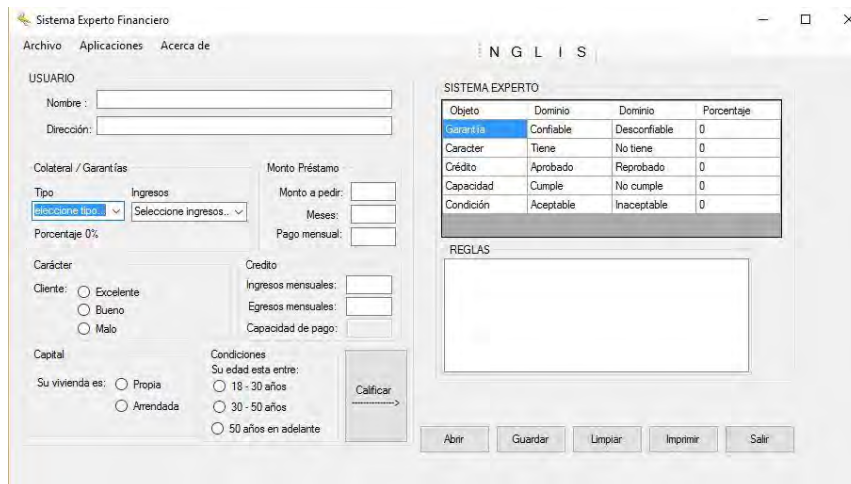 Sistema Experto Financiero
Archivo Aplicaciones Acerca de
N G L I S
USUARIO
Nombre :
Dirección:
Colateral / Garantías
Tipo Ingresos
eleccione tipo... Seleccione ingresos..
Porcentaje 0%
Monto Préstamo
Monto a pedir:
Meses:
Pago mensual:
Carácter
Cliente: Excelente
Bueno
Malo
Credito
Ingresos mensuales:
Egresos mensuales:
Capacidad de pago:
Capital
Su vivienda es: Propia
Arrendada
Condiciones
Su edad esta entre:
18 - 30 años
30 - 50 años
50 años en adelante
Calificar
-------------->
SISTEMA EXPERTO
Objeto Dominio Dominio Porcentaje
Garantía Confiable Desconfiable 0
Caracter Tiene No tiene 0
Crédito Aprobado Reprobado 0
Capacidad Cumple No cumple 0
Condición Aceptable Inaceptable 0
REGLAS
Abrir Guardar Limpiar Imprimir Salir